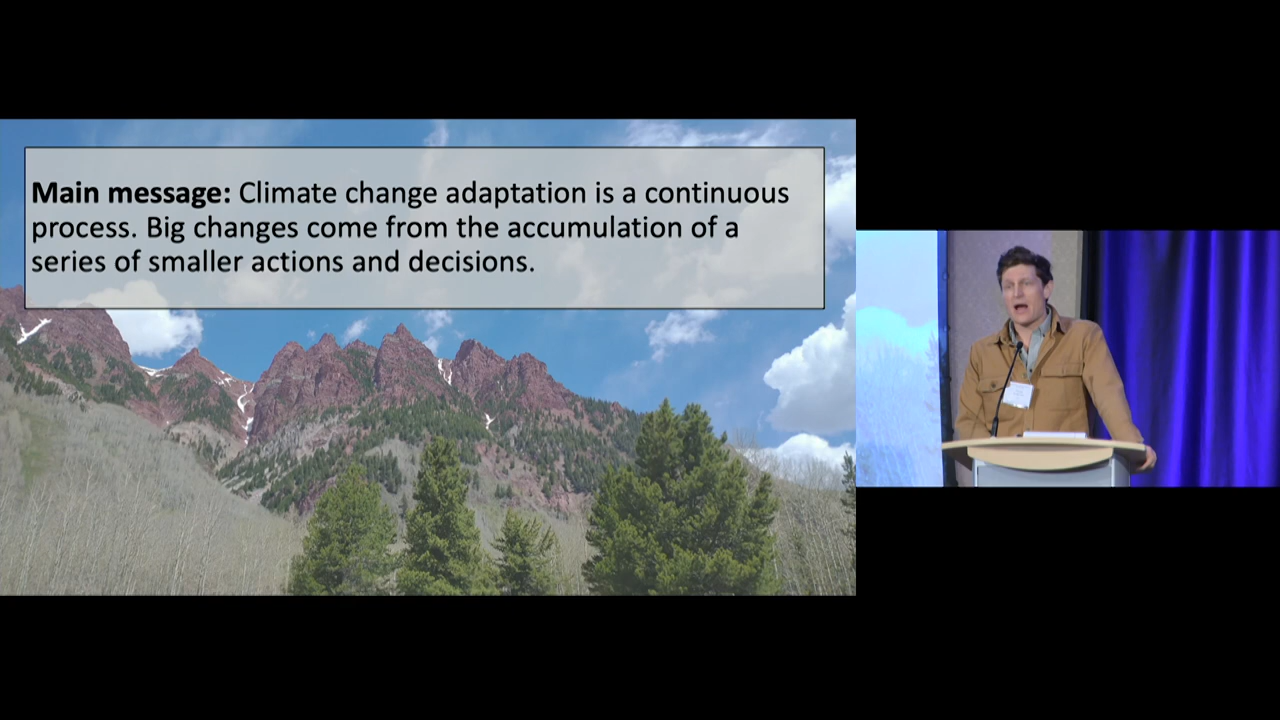 Main message: Climate change adaptation is a continuous
process. Big changes come from the accumulation of a
series of smaller actions and decisions.